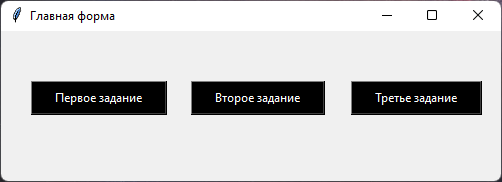 Главная форма
Первое задание
Второе задание
Третье задание